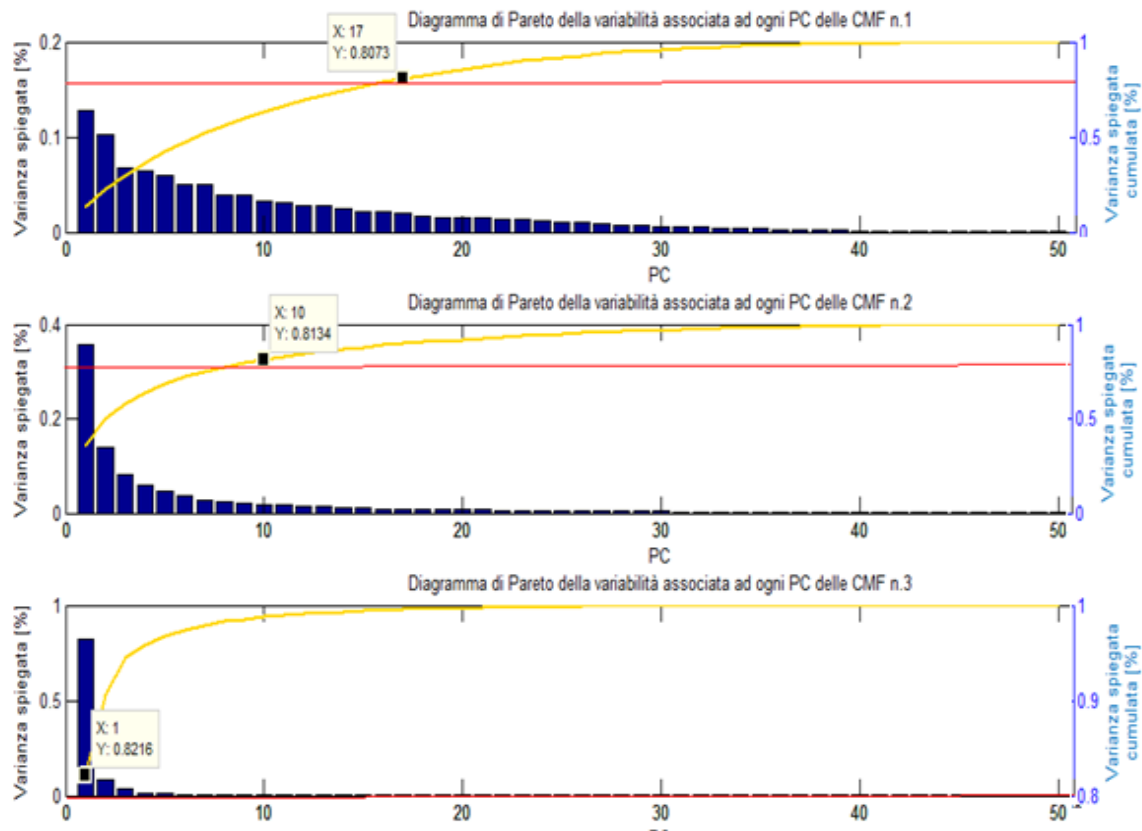 Diagramma di Pareto della variabilità associata ad ogni PC delle CMF n.1
X: 17
Y: 0.8073
Varianza spiegata [%]
0.2
0.1
0
1
0.5
0
Varianza spiegata
cumulata [%]
0 10 20 30 40 50
PC
Diagramma di Pareto della variabilità associata ad ogni PC delle CMF n.2
X: 10
Y: 0.8134
Varianza spiegata [%]
0.4
0.2
0
1
0.5
0
Varianza spiegata
cumulata [%]
0 10 20 30 40 50
PC
Diagramma di Pareto della variabilità associata ad ogni PC delle CMF n.3
X: 1
Y: 0.8216
Varianza spiegata [%]
1
0.5
0
1
0.9
0.8
Varianza spiegata
cumulata [%]
0 10 20 30 40 50